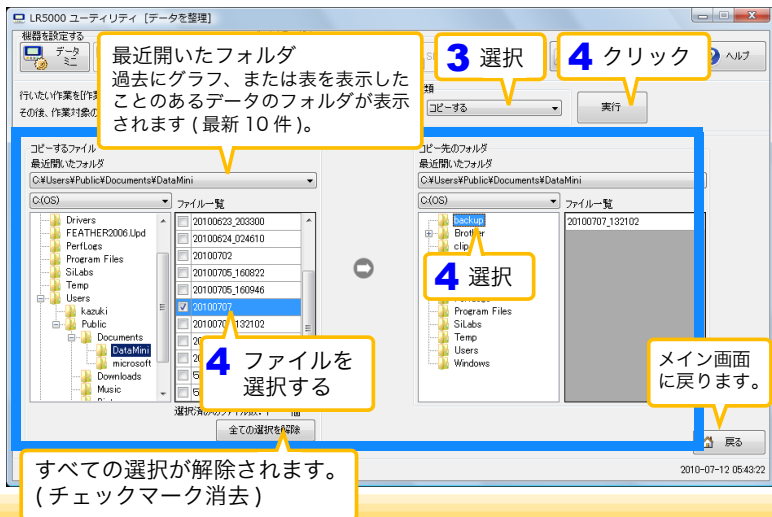 LR5000 ユーティリティ [データを整理]
機器を設定する
データ
ミニ
ヘルプ
最近開いたフォルダ
過去にグラフ、または表を表示した
ことのあるデータのフォルダが表示
されます ( 最新 10 件 )。
3 選択
4 クリック
行いたい作業を[作業
その後、作業対象の
類
コピーする
実行
コピーするファイル
最近開いたフォルダ
C:¥Users¥Public¥Documents¥DataMini
C:(OS)
ファイル一覧
Drivers
FEATHER2006.Upd
PerfLogs
Program Files
SiLabs
Temp
Users
kazuki
Public
Documents
DataMini
microsoft
Downloads
Music
20100623_203300
20100624_024610
20100702
20100705_160822
20100705_160946
20100707
20100707_132102
4 ファイルを
選択する
全ての選択を解除
コピー先のフォルダ
最近開いたフォルダ
C:¥Users¥Public¥Documents¥DataMini
C:(OS)
ファイル一覧
backup
Brother
clip
Program Files
SiLabs
Temp
Users
Windows
20100707_132102
4 選択
メイン画面
に戻ります。
戻る
すべての選択が解除されます。
( チェックマーク消去 )
2010-07-12 05:43:22